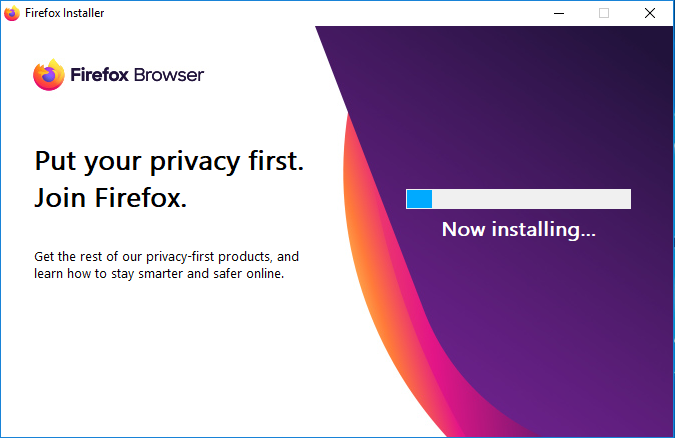 Firefox Installer
Firefox Browser
Put your privacy first.
Join Firefox.
Get the rest of our privacy-first products, and
learn how to stay smarter and safer online.
Now installing...